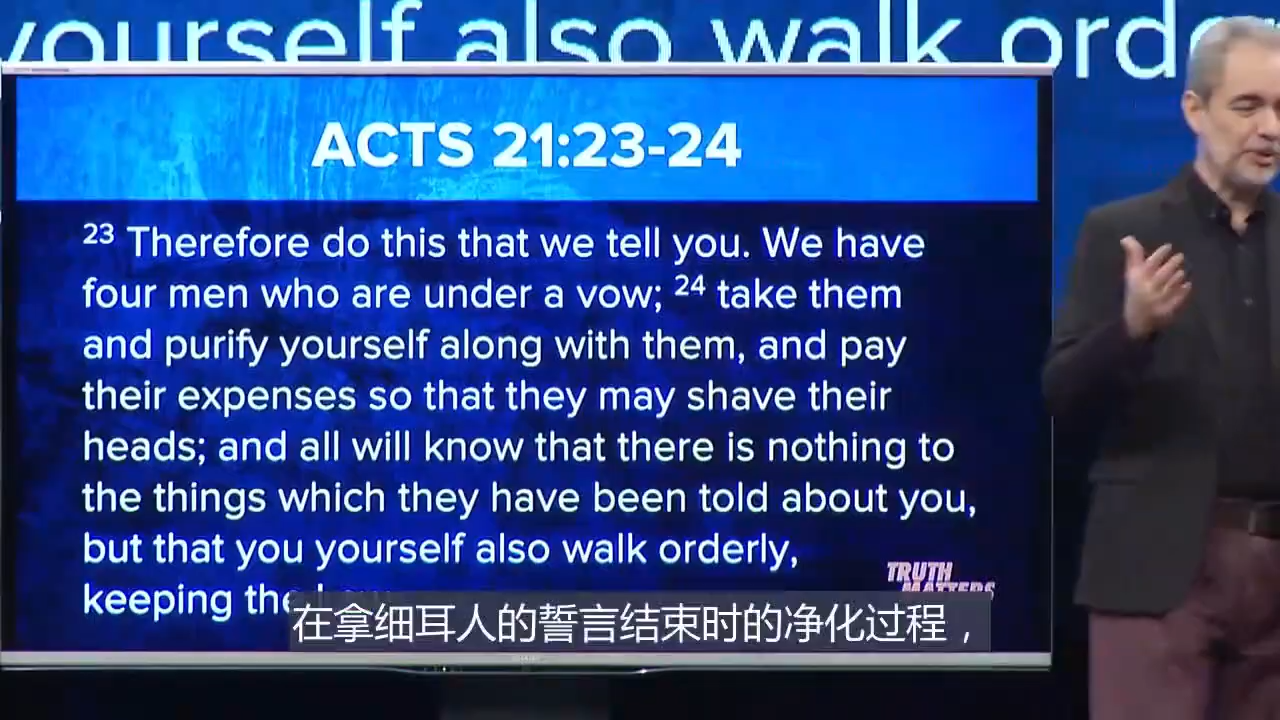 yourself also walk orde
ACTS 21:23-24
23 Therefore do this that we tell you. We have
four men who are under a vow; 24 take them
and purify yourself along with them, and pay
their expenses so that they may shave their
heads; and all will know that there is nothing to
the things which they have been told about you,
but that you yourself also walk orderly,
keeping the
TRUTH
MATTERS
在拿细耳人的誓言结束时的净化过程，